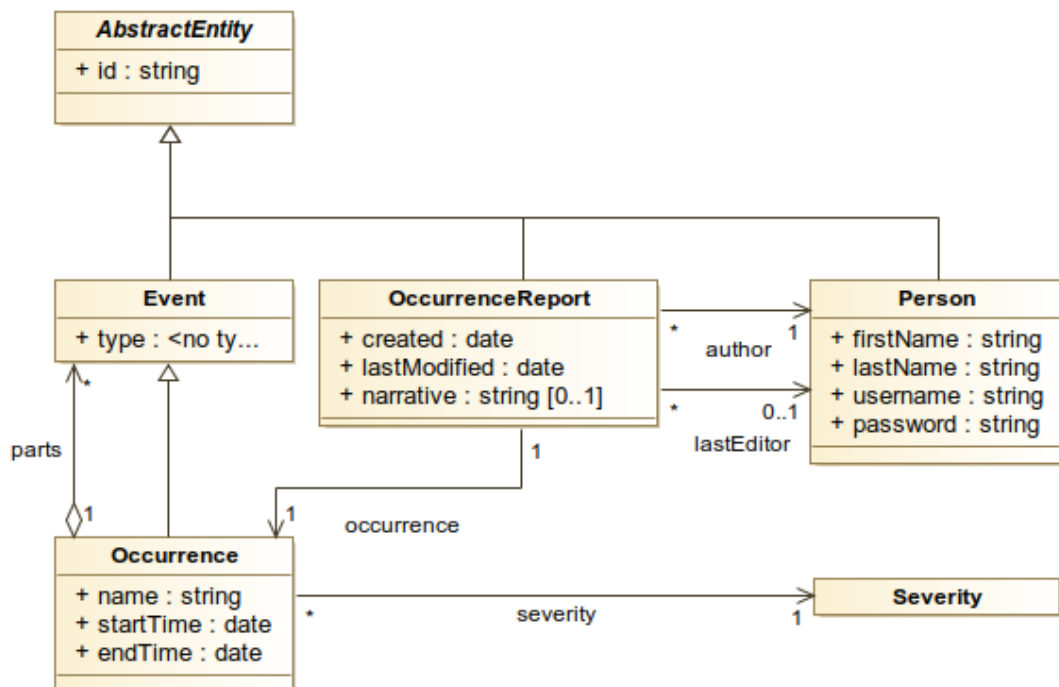 AbstractEntity
+ id : string
Event
+ type : <no ty...
OccurrenceReport
+ created : date
+ lastModified : date
+ narrative : string [0..1]
Person
+ firstName : string
+ lastName : string
+ username : string
+ password : string
* 1
author
* 0..1
lastEditor
*
parts
1
1
1
occurrence
Occurrence
+ name : string
+ startTime : date
+ endTime : date
* 1
severity
Severity